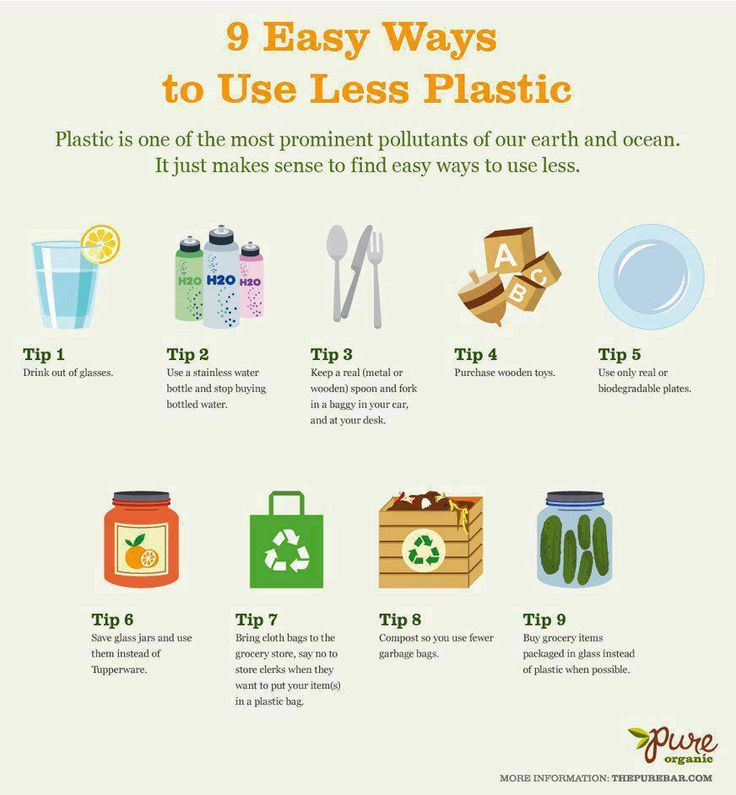 9 Easy Ways
to Use Less Plastic
Plastic is one of the most prominent pollutants of our earth and ocean.
It just makes sense to find easy ways to use less.
H2O
H2O
H2O
A
B
C
Tip 1
Drink out of glasses.
Tip 2
Use a stainless water
bottle and stop buying
bottled water.
Tip 3
Keep a real (metal or
wooden) spoon and fork
in a baggy in your car,
and at your desk.
Tip 4
Purchase wooden toys.
Tip 5
Use only real or
biodegradable plates.
Tip 6
Save glass jars and use
them instead of
Tupperware.
Tip 7
Bring cloth bags to the
grocery store, say no to
store clerks when they
want to put your item(s)
in a plastic bag.
Tip 8
Compost so you use fewer
garbage bags.
Tip 9
Buy grocery items
packaged in glass instead
of plastic when possible.
Pure
organic
MORE INFORMATION: THEPUREBAR.COM